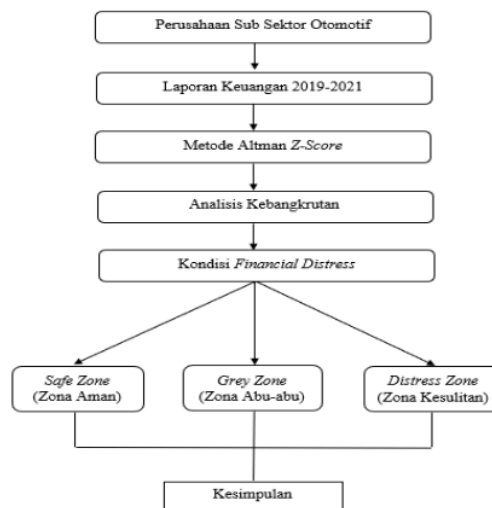 Perusahaan Sub Sektor Otomotif
Laporan Keuangan 2019-2021
Metode Altman Z-Score
Analisis Kebangkrutan
Kondisi Financial Distress
Safe Zone
(Zona Aman)
Grey Zone
(Zona Abu-abu)
Distress Zone
(Zona Kesulitan)
Kesimpulan